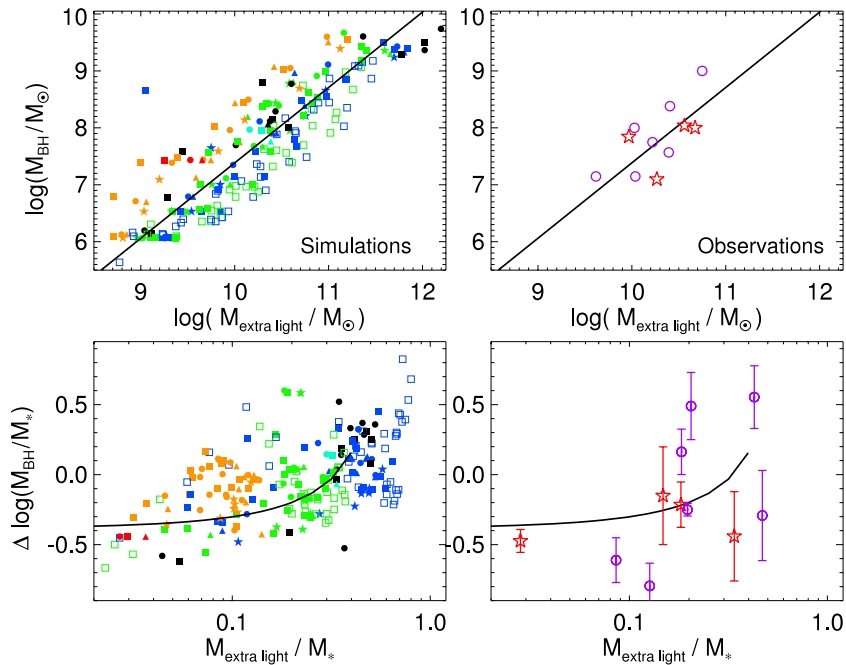 10
9
8
7
6
log(M_BH/M_⊙)
Simulations
9 10 11 12
log( M_extra light / M_⊙)
10
9
8
7
6
log(M_BH/M_⊙)
Observations
9 10 11 12
log( M_extra light / M_⊙)
0.5
0.0
-0.5
Δ log(M_BH/M_*)
0.1 1.0
M_extra light / M_*
0.5
0.0
-0.5
0.1 1.0
M_extra light / M_*